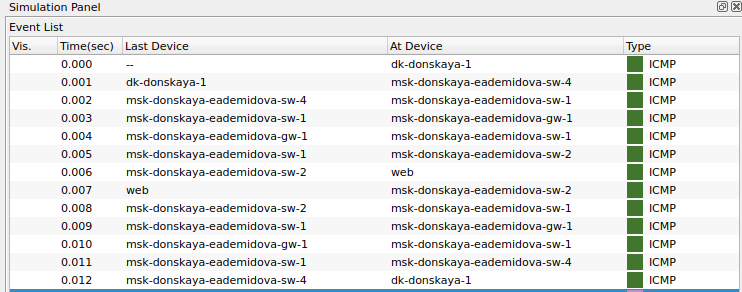 Simulation Panel
Event List
Vis. Time(sec) Last Device At Device Type
0.000 -- dk-donskaya-1 ICMP
0.001 dk-donskaya-1 msk-donskaya-eademidova-sw-4 ICMP
0.002 msk-donskaya-eademidova-sw-4 msk-donskaya-eademidova-sw-1 ICMP
0.003 msk-donskaya-eademidova-sw-1 msk-donskaya-eademidova-gw-1 ICMP
0.004 msk-donskaya-eademidova-gw-1 msk-donskaya-eademidova-sw-1 ICMP
0.005 msk-donskaya-eademidova-sw-1 msk-donskaya-eademidova-sw-2 ICMP
0.006 msk-donskaya-eademidova-sw-2 web ICMP
0.007 web msk-donskaya-eademidova-sw-2 ICMP
0.008 msk-donskaya-eademidova-sw-2 msk-donskaya-eademidova-sw-1 ICMP
0.009 msk-donskaya-eademidova-sw-1 msk-donskaya-eademidova-gw-1 ICMP
0.010 msk-donskaya-eademidova-gw-1 msk-donskaya-eademidova-sw-1 ICMP
0.011 msk-donskaya-eademidova-sw-1 msk-donskaya-eademidova-sw-4 ICMP
0.012 msk-donskaya-eademidova-sw-4 dk-donskaya-1 ICMP